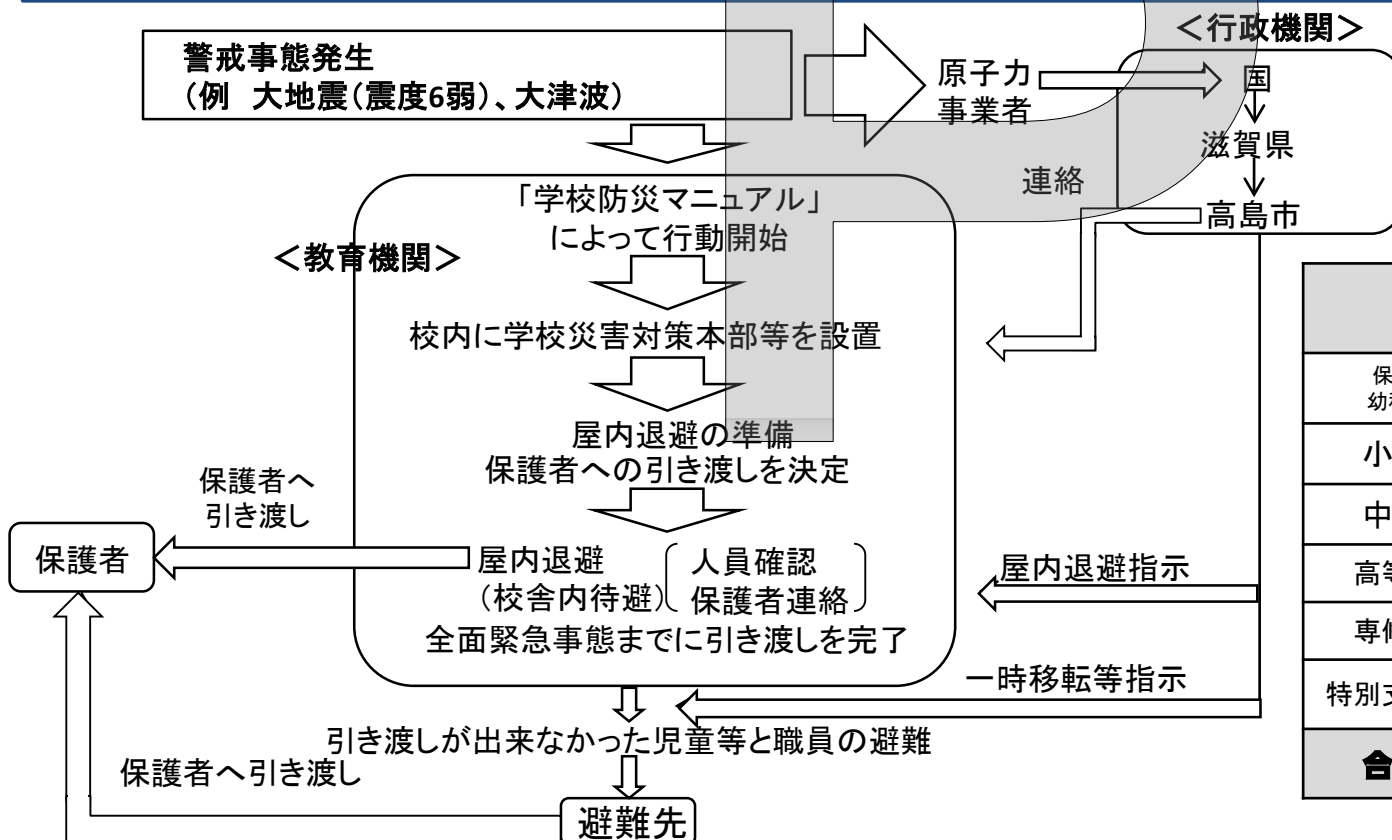 ＜行政機関＞
警戒事態発生
（例　大地震（震度6弱）、大津波）
原子力
事業者
国
滋賀県
連絡
高島市
＜教育機関＞
「学校防災マニュアル」
によって行動開始
校内に学校災害対策本部等を設置
屋内退避の準備
保護者への引き渡しを決定
保護者へ
引き渡し
保護者
屋内退避
（校舎内待避）
人員確認
保護者連絡
全面緊急事態までに引き渡しを完了
屋内退避指示
一時移転等指示
引き渡しが出来なかった児童等と職員の避難
保護者へ引き渡し
避難先
保
幼
小
中
高
専
特別